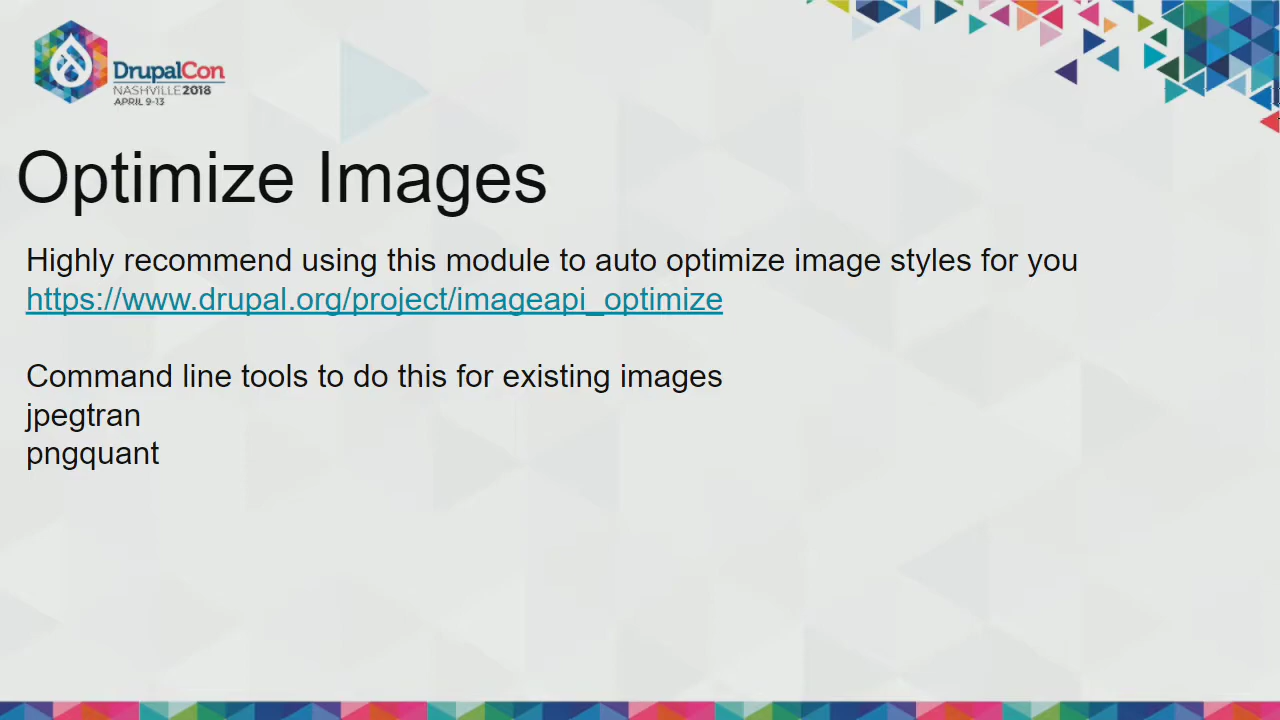 DrupalCon
NASHVILLE 2018
APRIL 9-13
Optimize Images
Highly recommend using this module to auto optimize image styles for you
https://www.drupal.org/project/imageapi_optimize
Command line tools to do this for existing images
jpegtran
pngquant